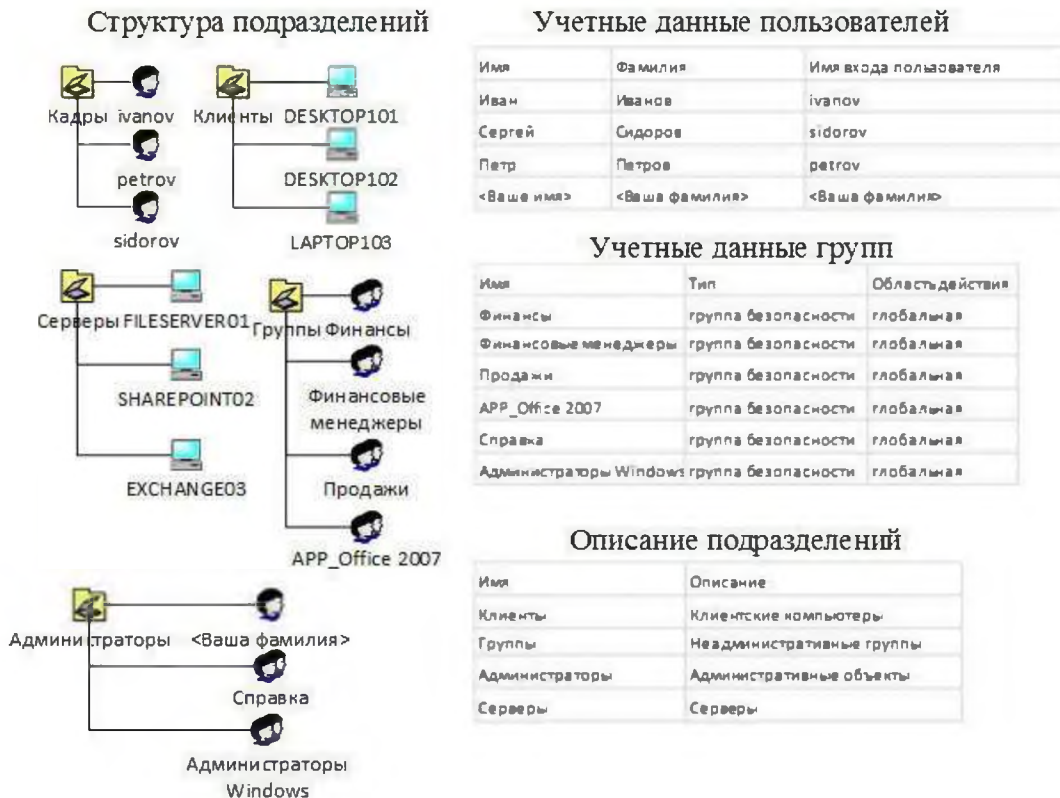 Структура подразделений
Кадры ivanov Клиенты DESKTOP101
petrov DESKTOP102
sidorov LAPTOP103
Серверы FILESERVER01 Группы Финансы
SHAREPOINT02 Финансовые
менеджеры
EXCHANGE03 Продажи
APP_Office 2007
Администраторы <Ваша фамилия>
Справка
Администраторы
Windows
Учетные данные пользователей
Имя Фамилия Имя входа пользователя
Иван Иванов ivanov
Сергей Сидоров sidorov
Петр Петров petrov
<Ваше имя> <Ваша фамилия> <Ваша фамилия>
Учетные данные групп
Имя Тип Область действия
Финансы группа безопасности глобальная
Финансовые менеджеры группа безопасности глобальная
Продажи группа безопасности глобальная
APP_Office 2007 группа безопасности глобальная
Справка группа безопасности глобальная
Администраторы Windows группа безопасности глобальная
Описание подразделений
Имя Описание
Клиенты Клиентские компьютеры
Группы Неадминистративные группы
Администраторы Административные объекты
Серверы Серверы